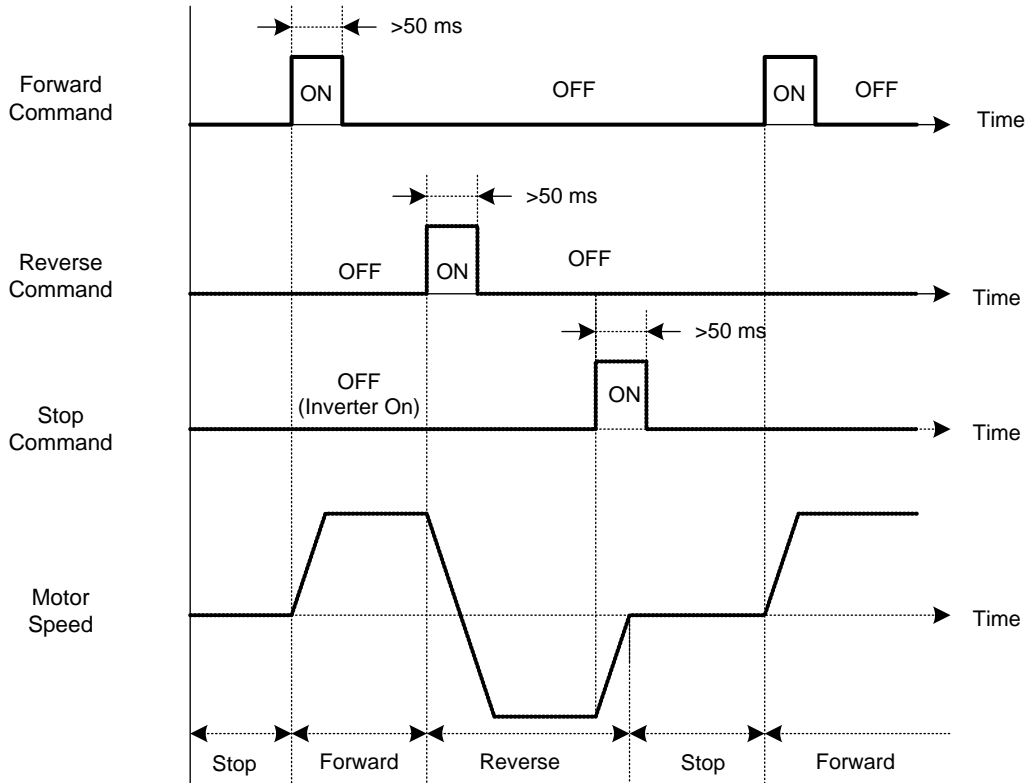 >50 ms
Forward
Command
ON
OFF
ON
OFF
Time
>50 ms
Reverse
Command
OFF
ON
OFF
Time
>50 ms
Stop
Command
OFF
(Inverter On)
ON
Time
Motor
Speed
Time
Stop
Forward
Reverse
Stop
Forward